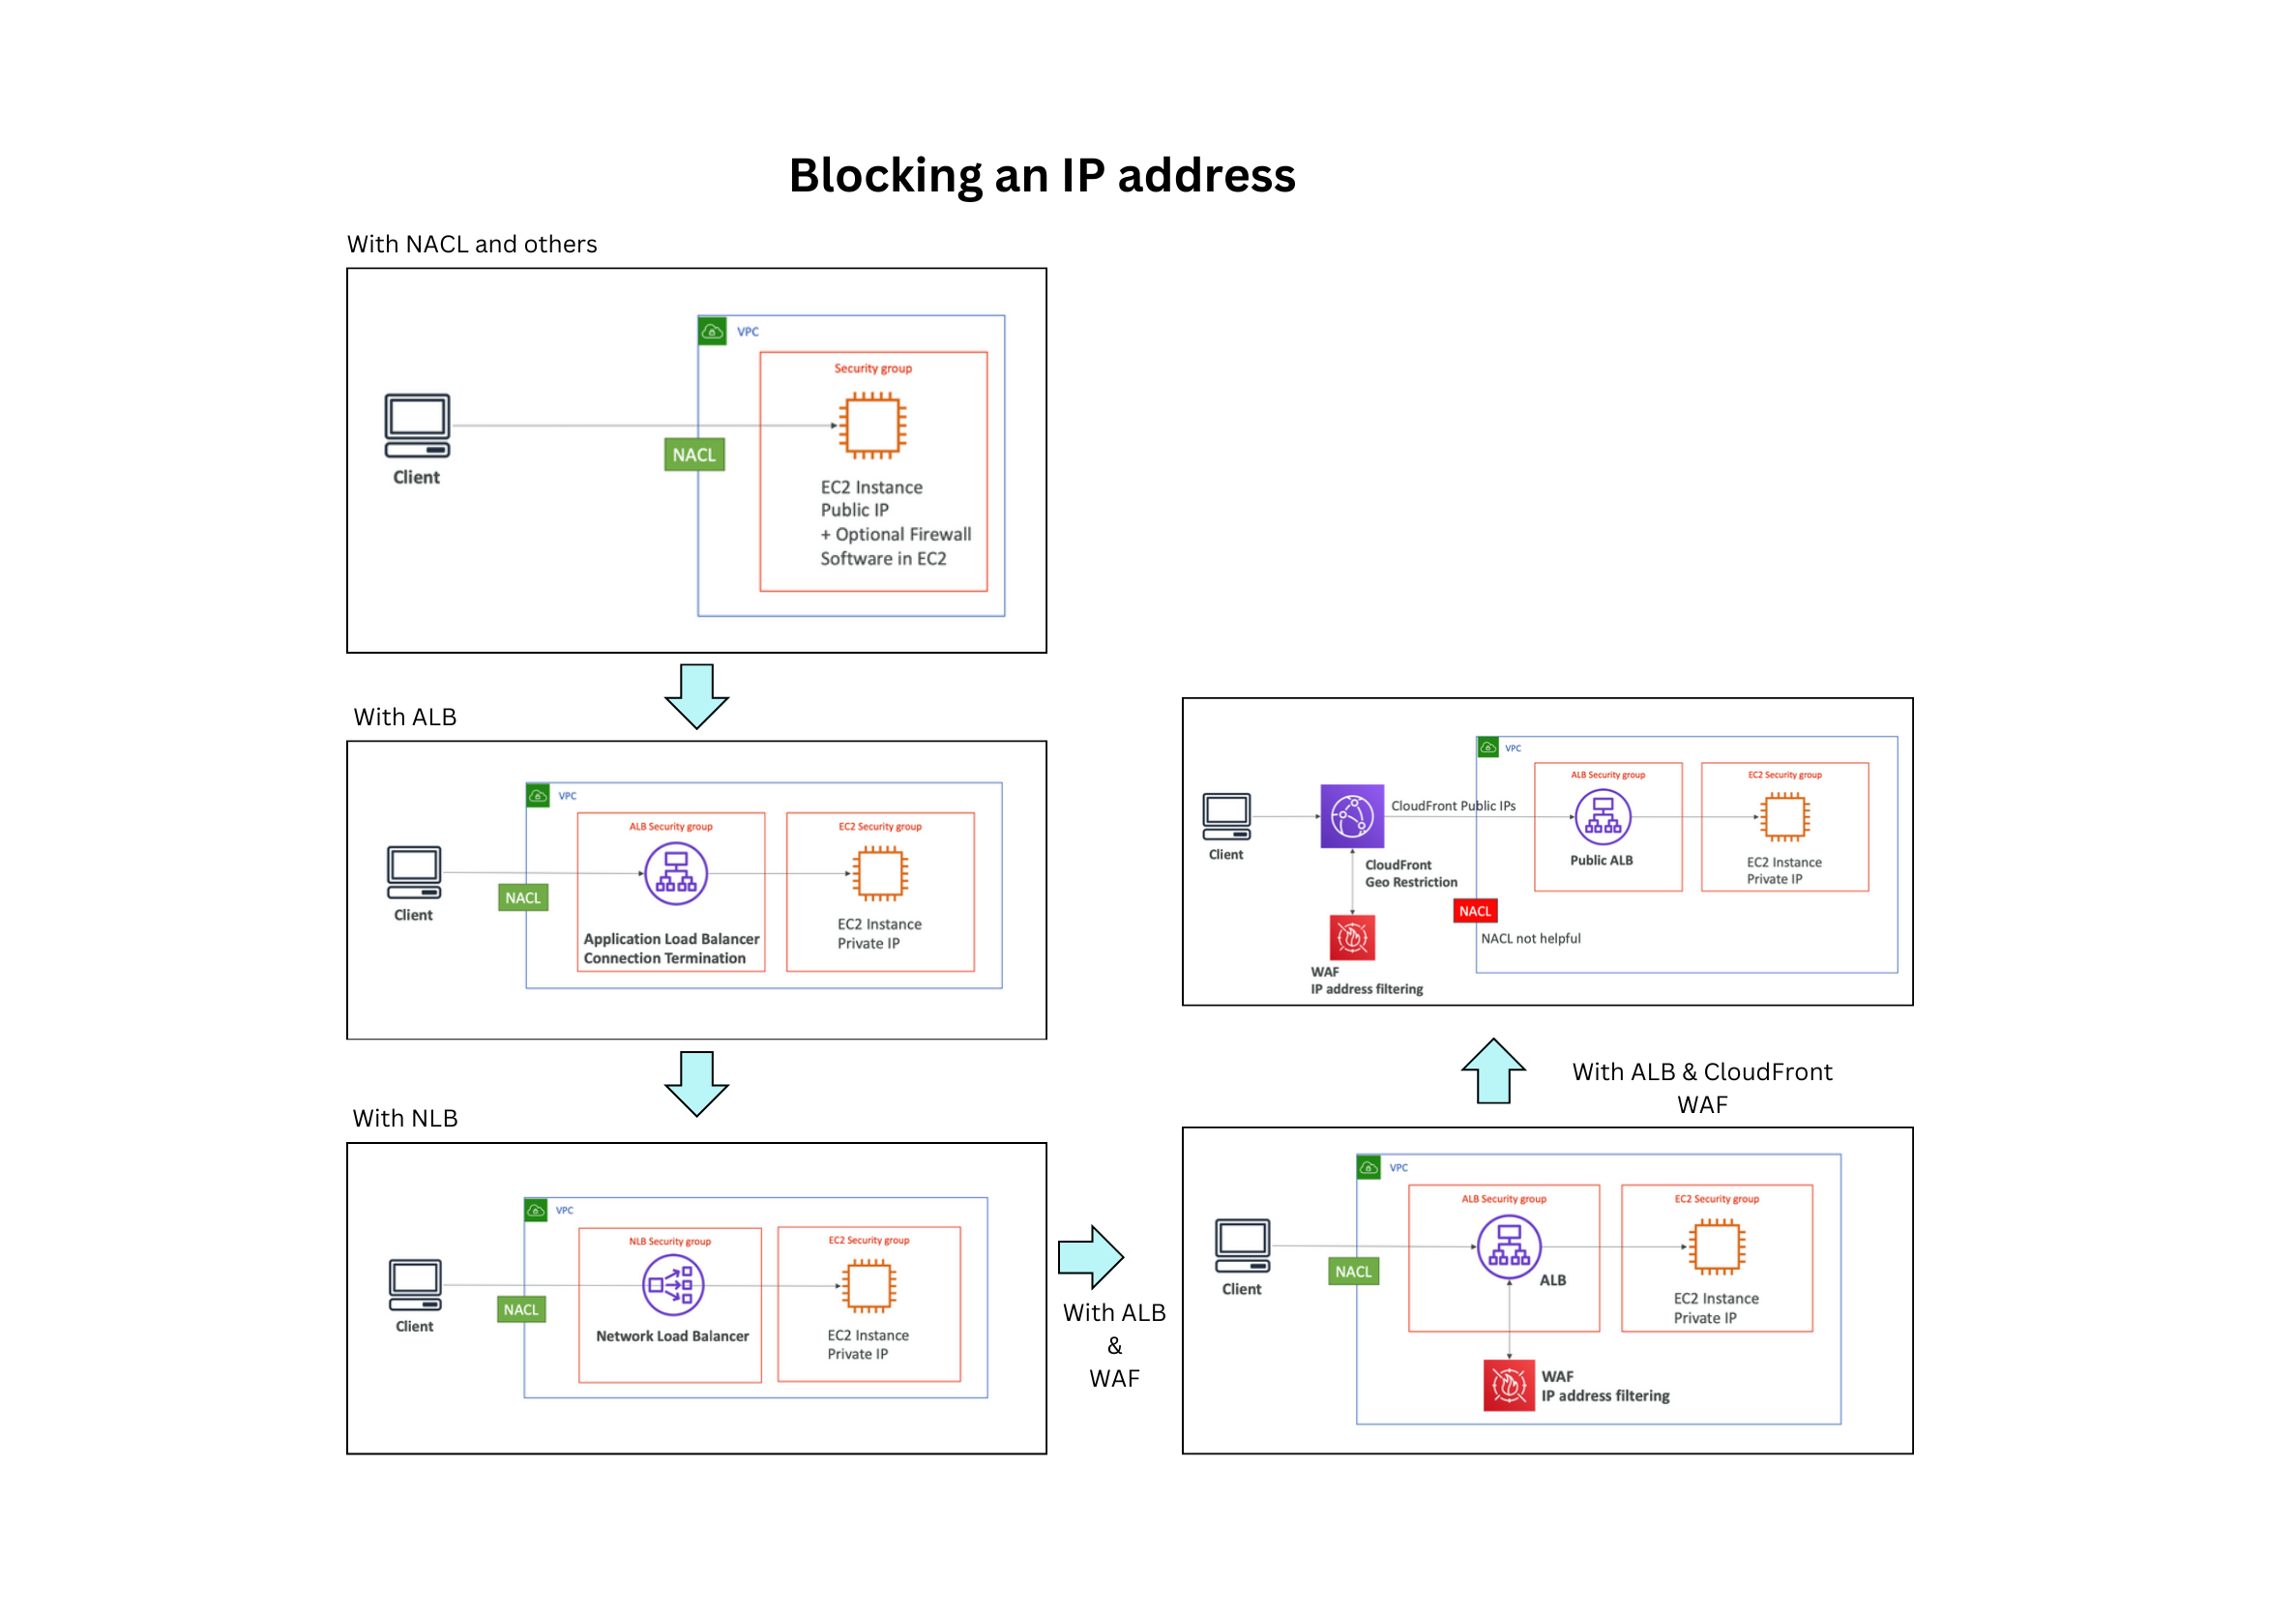 Blocking an IP address
With NACL and others
VPC
Security group
Client
NACL
EC2 Instance
Public IP
+ Optional Firewall
Software in EC2
With ALB
VPC
ALB Security group
EC2 Security group
Client
NACL
Application Load Balancer
Connection Termination
EC2 Instance
Private IP
With NLB
VPC
NLB Security group
EC2 Security group
Client
NACL
Network Load Balancer
EC2 Instance
Private IP
With ALB
&
WAF
VPC
ALB Security group
EC2 Security group
Client
NACL
ALB
EC2 Instance
Private IP
WAF
IP address filtering
With ALB & CloudFront
WAF
VPC
ALB Security group
EC2 Security group
CloudFront Public IPs
Client
CloudFront
Geo Restriction
Public ALB
EC2 Instance
Private IP
NACL
NACL not helpful
WAF
IP address filtering